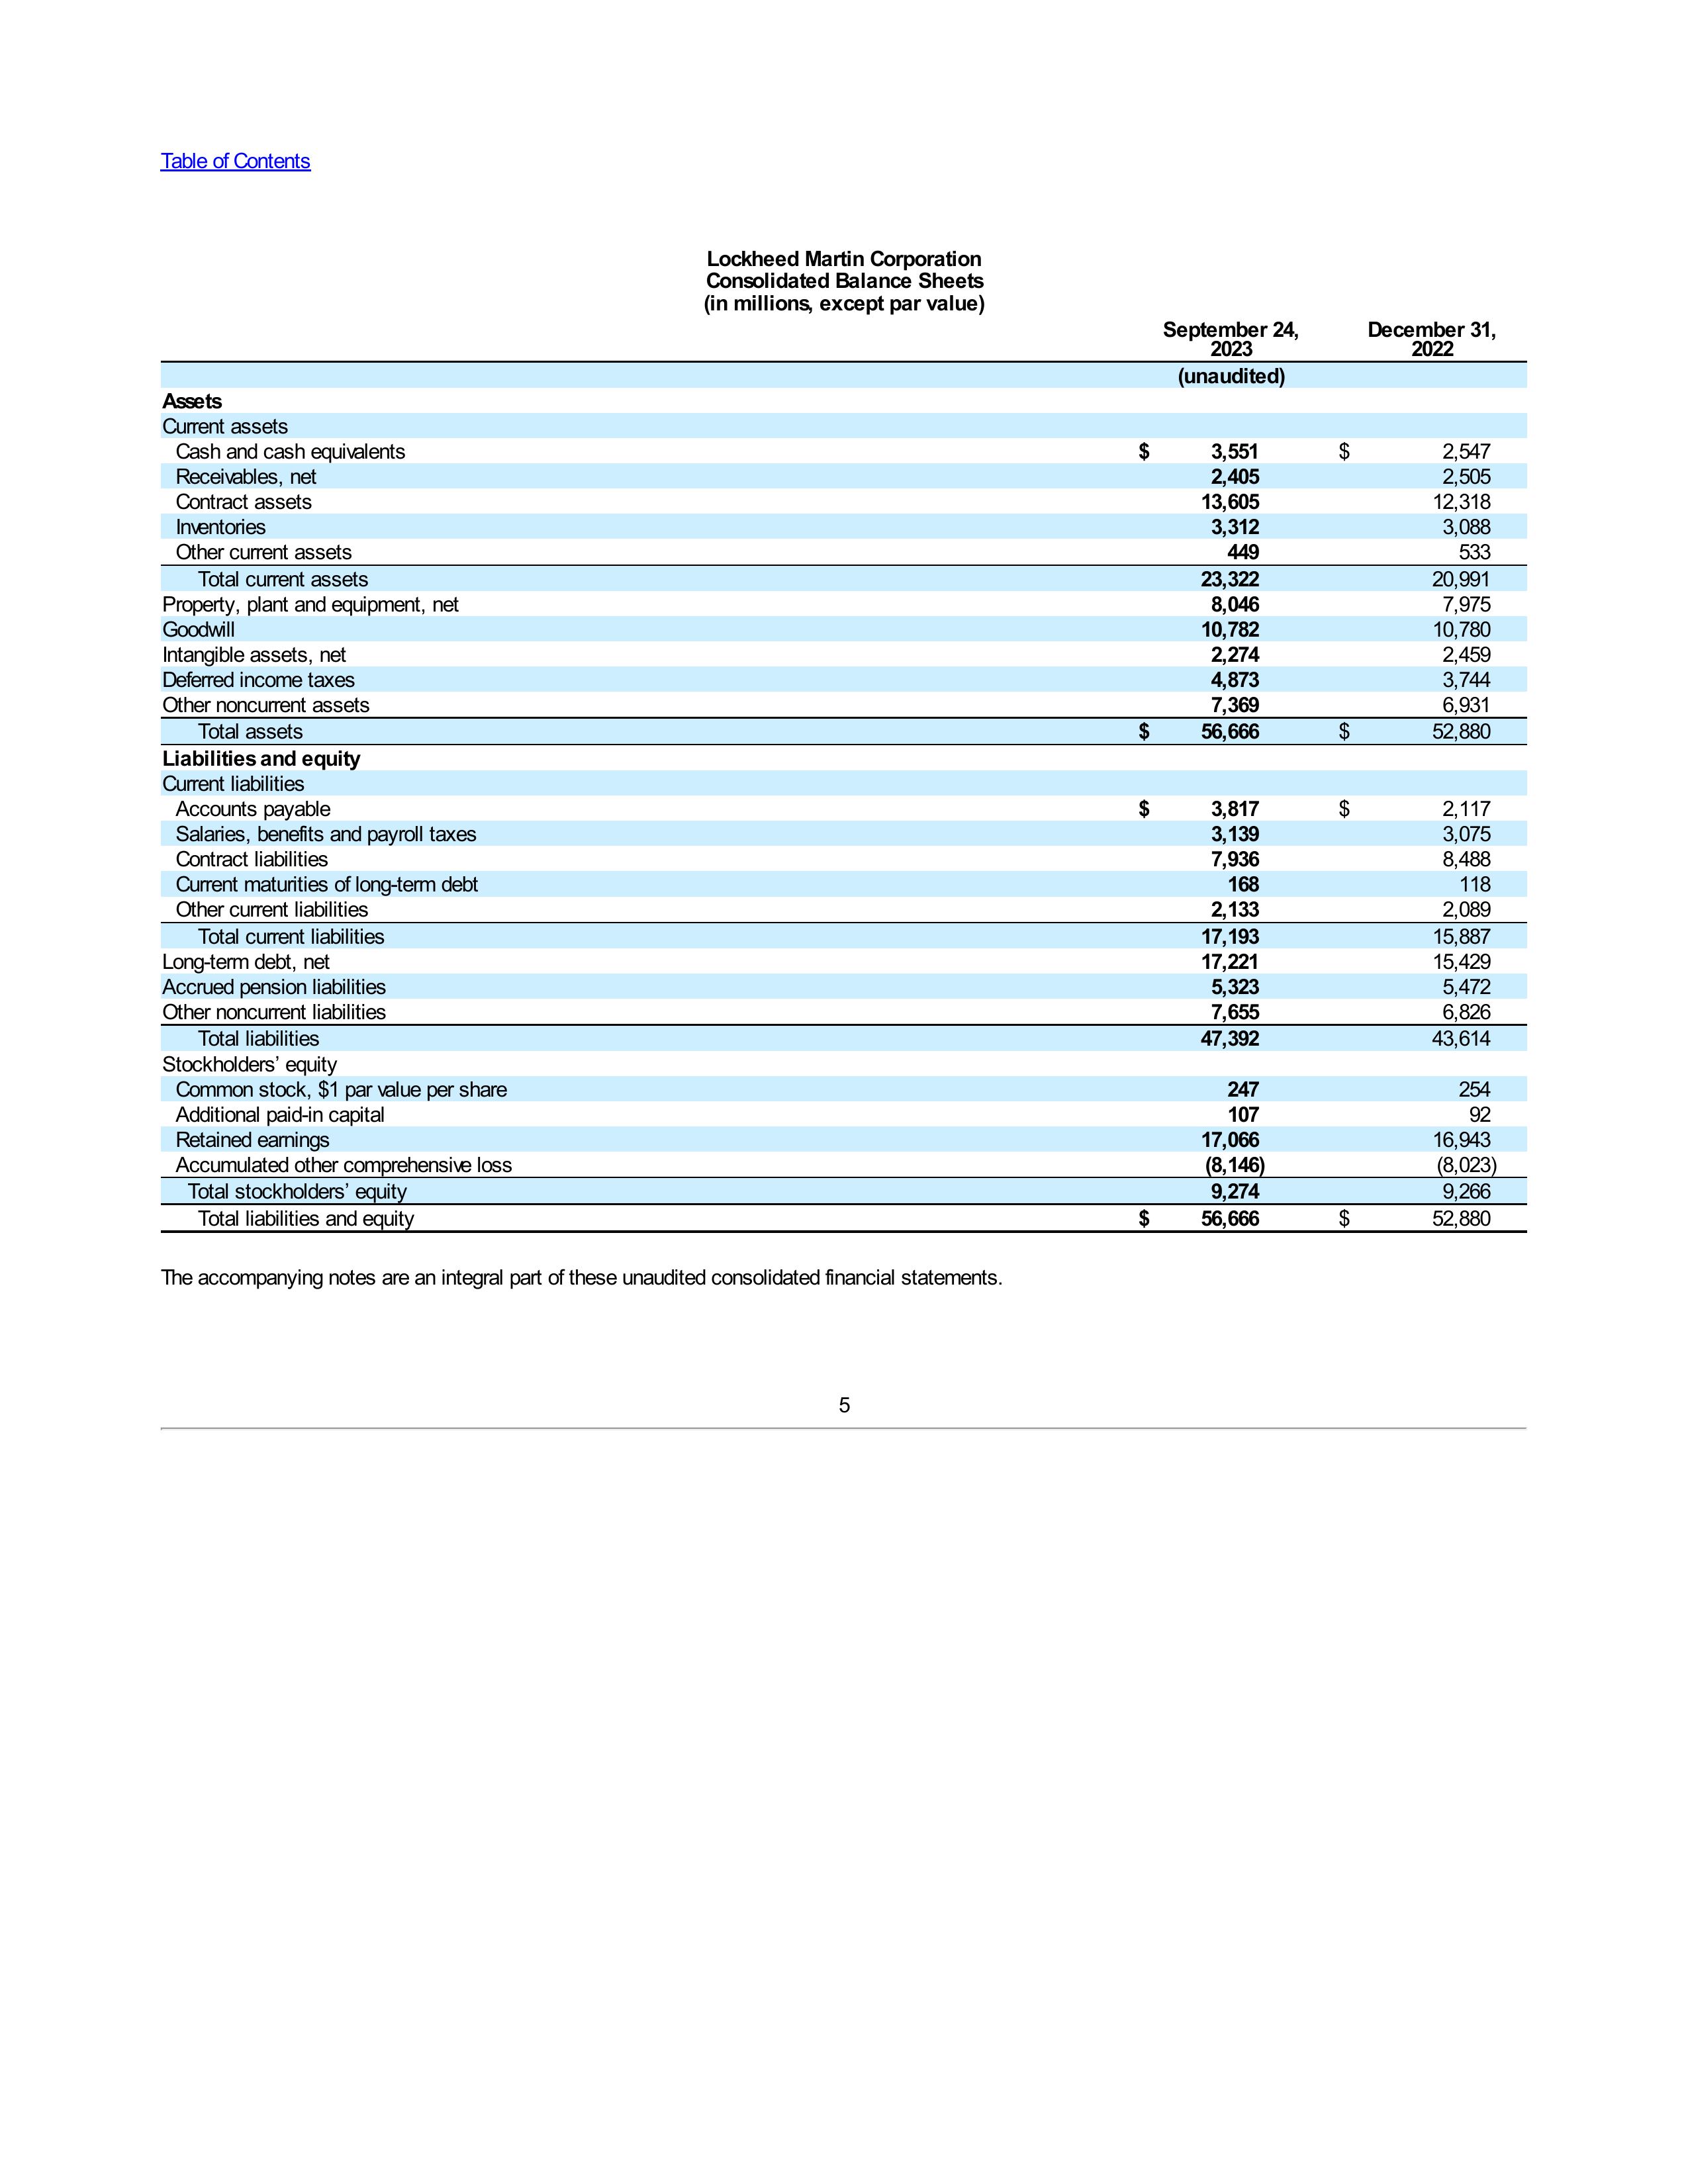 Table of Contents
Lockheed Martin Corporation
Consolidated Balance Sheets
(in millions, except par value)
September 24, 2023 December 31, 2022
(unaudited)
Assets
Current assets
Cash and cash equivalents $ 3,551 $ 2,547
Receivables, net 2,405 2,505
Contract assets 13,605 12,318
Inventories 3,312 3,088
Other current assets 449 533
Total current assets 23,322 20,991
Property, plant and equipment, net 8,046 7,975
Goodwill 10,782 10,780
Intangible assets, net 2,274 2,459
Deferred income taxes 4,873 3,744
Other noncurrent assets 7,369 6,931
Total assets $ 56,666 $ 52,880
Liabilities and equity
Current liabilities
Accounts payable $ 3,817 $ 2,117
Salaries, benefits and payroll taxes 3,139 3,075
Contract liabilities 7,936 8,488
Current maturities of long-term debt 168 118
Other current liabilities 2,133 2,089
Total current liabilities 17,193 15,887
Long-term debt, net 17,221 15,429
Accrued pension liabilities 5,323 5,472
Other noncurrent liabilities 7,655 6,826
Total liabilities 47,392 43,614
Stockholders’ equity
Common stock, $1 par value per share 247 254
Additional paid-in capital 107 92
Retained earnings 17,066 16,943
Accumulated other comprehensive loss (8,146) (8,023)
Total stockholders’ equity 9,274 9,266
Total liabilities and equity $ 56,666 $ 52,880
The accompanying notes are an integral part of these unaudited consolidated financial statements.
5